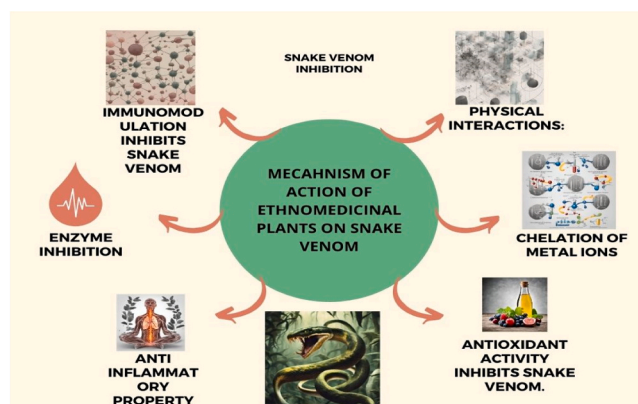 SNAKE VENOM
INHIBITION
IMMUNOMOD
ULATION
INHIBITS
SNAKE
VENOM
PHYSICAL
INTERACTIONS:
MECAHNISM OF
ACTION OF
ETHNOMEDICINAL
PLANTS ON SNAKE
VENOM
ENZYME
INHIBITION
CHELATION OF
METAL IONS
ANTI
INFLAMMAT
ORY
PROPERTY
ANTIOXIDANT
ACTIVITY
INHIBITS SNAKE
VENOM.